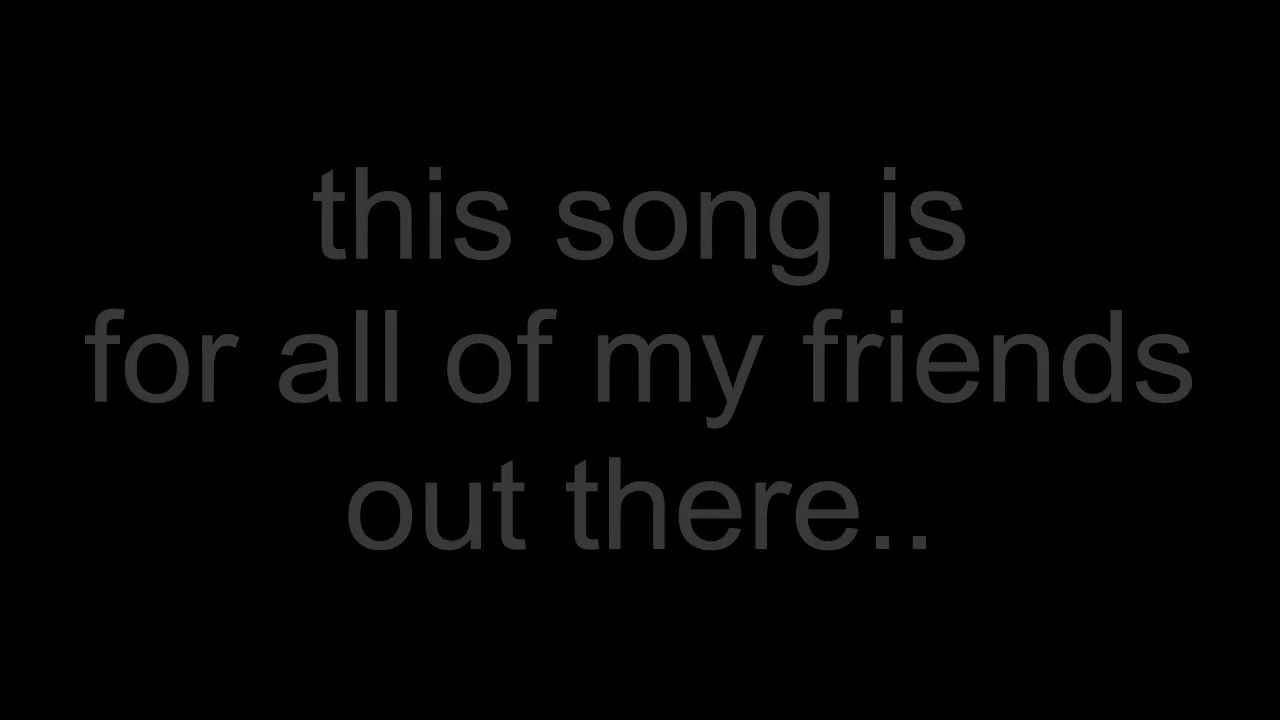 this song is
for all of my friends
out there..